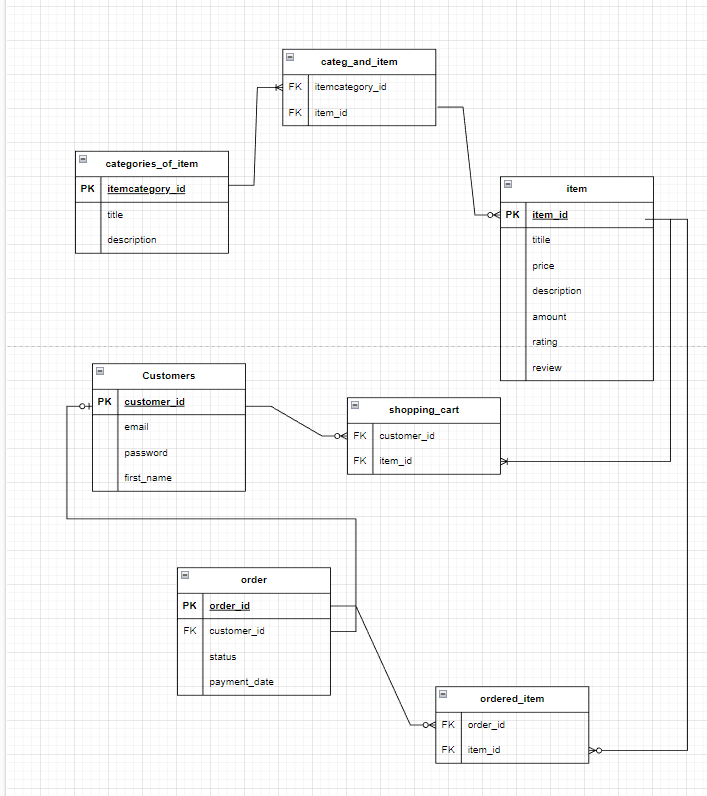 categ_and_item
FK itemcategory_id
FK item_id
categories_of_item
PK itemcategory_id
title
description
item
PK item_id
titile
price
description
amount
rating
review
Customers
PK customer_id
email
password
first_name
shopping_cart
FK customer_id
FK item_id
order
PK order_id
FK customer_id
status
payment_date
ordered_item
FK order_id
FK item_id